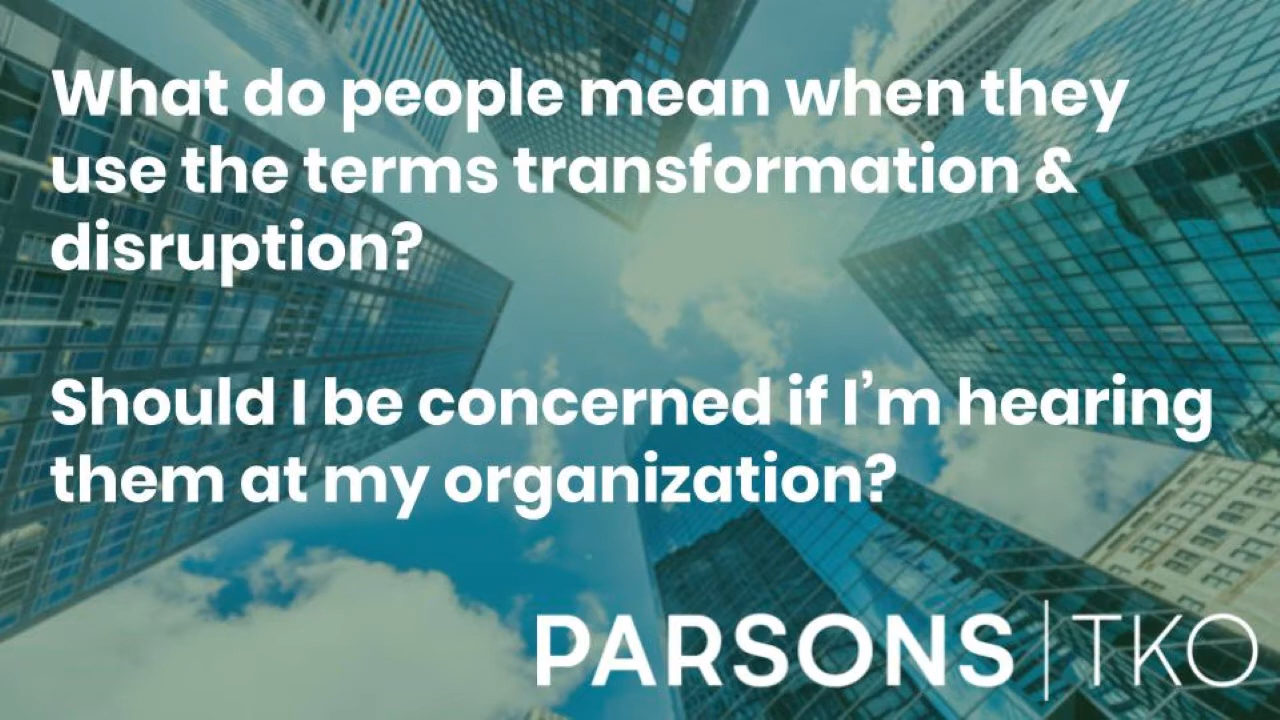 What do people mean when they
use the terms transformation &
disruption?
Should I be concerned if I’m hearing
them at my organization?
PARSONS | TKO